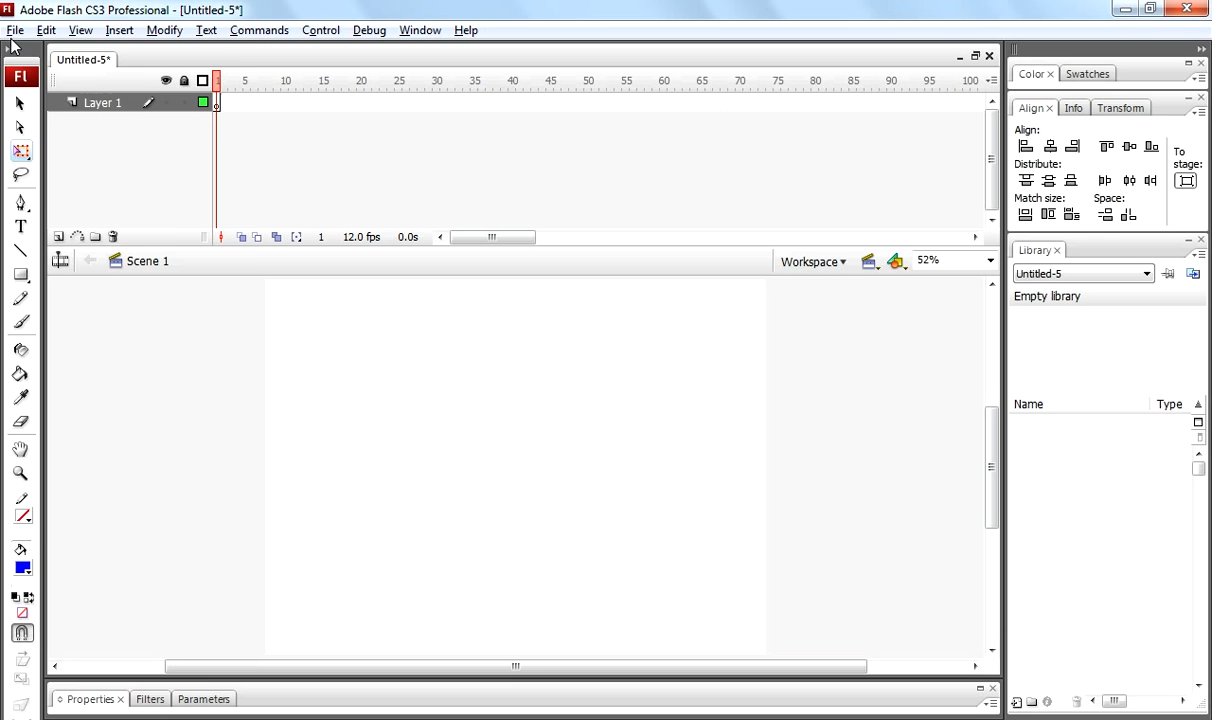 Fl Adobe Flash CS3 Professional - [Untitled-5*]
File Edit View Insert Modify Text Commands Control Debug Window Help
Fl
Untitled-5*
1 5 10 15 20 25 30 35 40 45 50 55 60 65 70 75 80 85 90 95 100
Layer 1
1 12.0 fps 0.0s
Scene 1
Workspace
52%
T
Properties Filters Parameters
Color Swatches
Align Info Transform
Align:
Distribute:
Match size: Space:
To
stage:
Library
Untitled-5
Empty library
Name Type